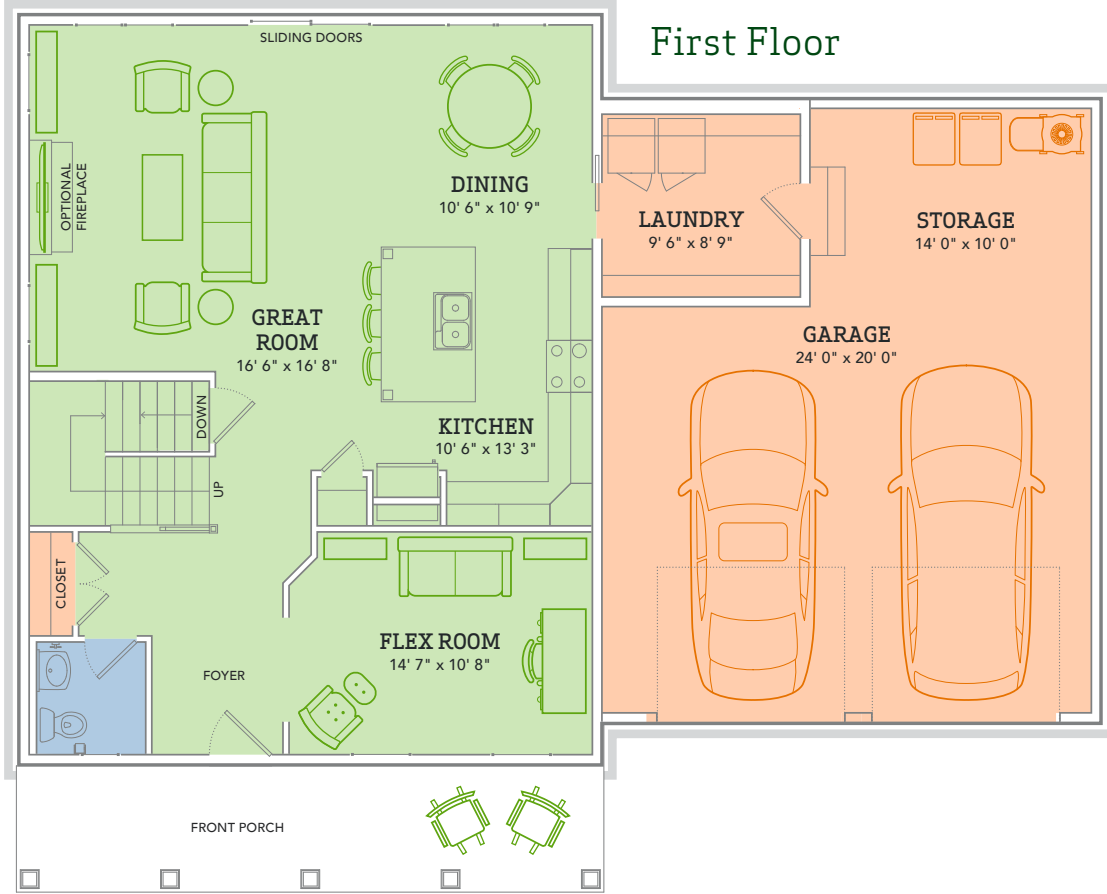 First Floor
SLIDING DOORS
OPTIONAL
FIREPLACE
DINING
10' 6" x 10' 9"
LAUNDRY
9' 6" x 8' 9"
STORAGE
14' 0" x 10' 0"
GREAT
ROOM
16' 6" x 16' 8"
GARAGE
24' 0" x 20' 0"
DOWN
KITCHEN
10' 6" x 13' 3"
UP
CLOSET
FLEX ROOM
14' 7" x 10' 8"
FOYER
FRONT PORCH